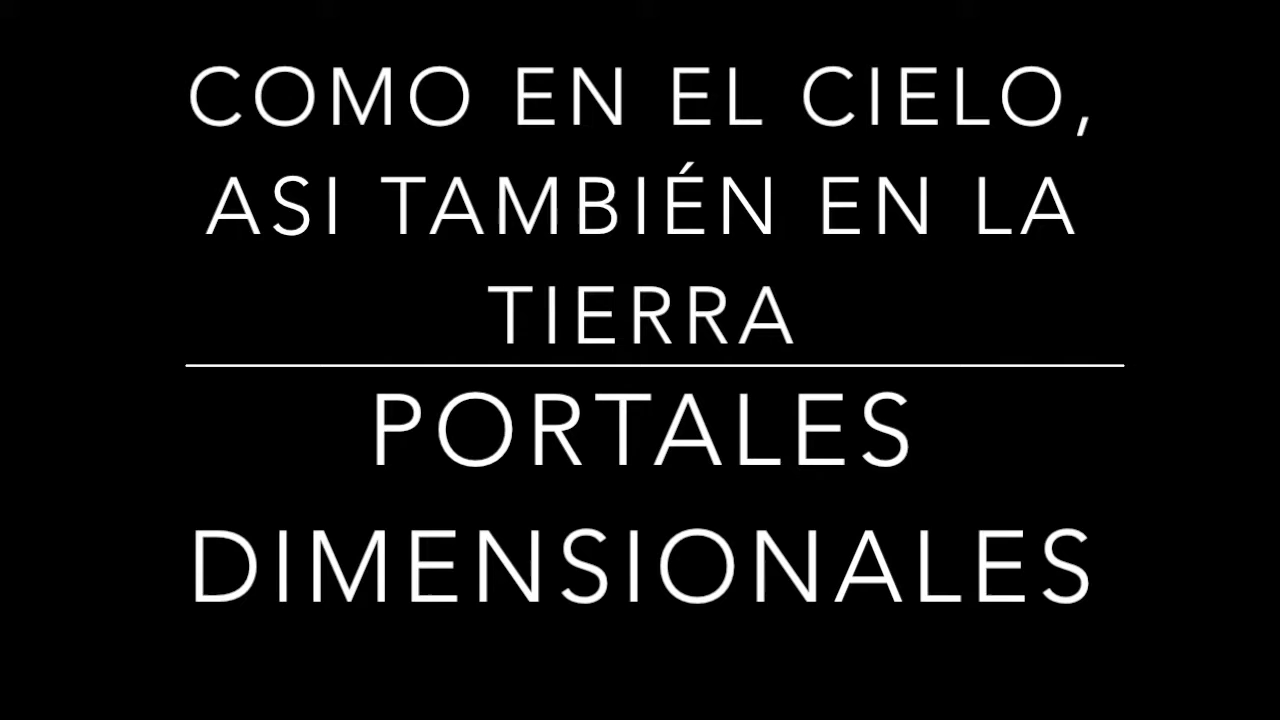 COMO EN EL CIELO,
ASI TAMBIÉN EN LA
TIERRA
PORTALES
DIMENSIONALES